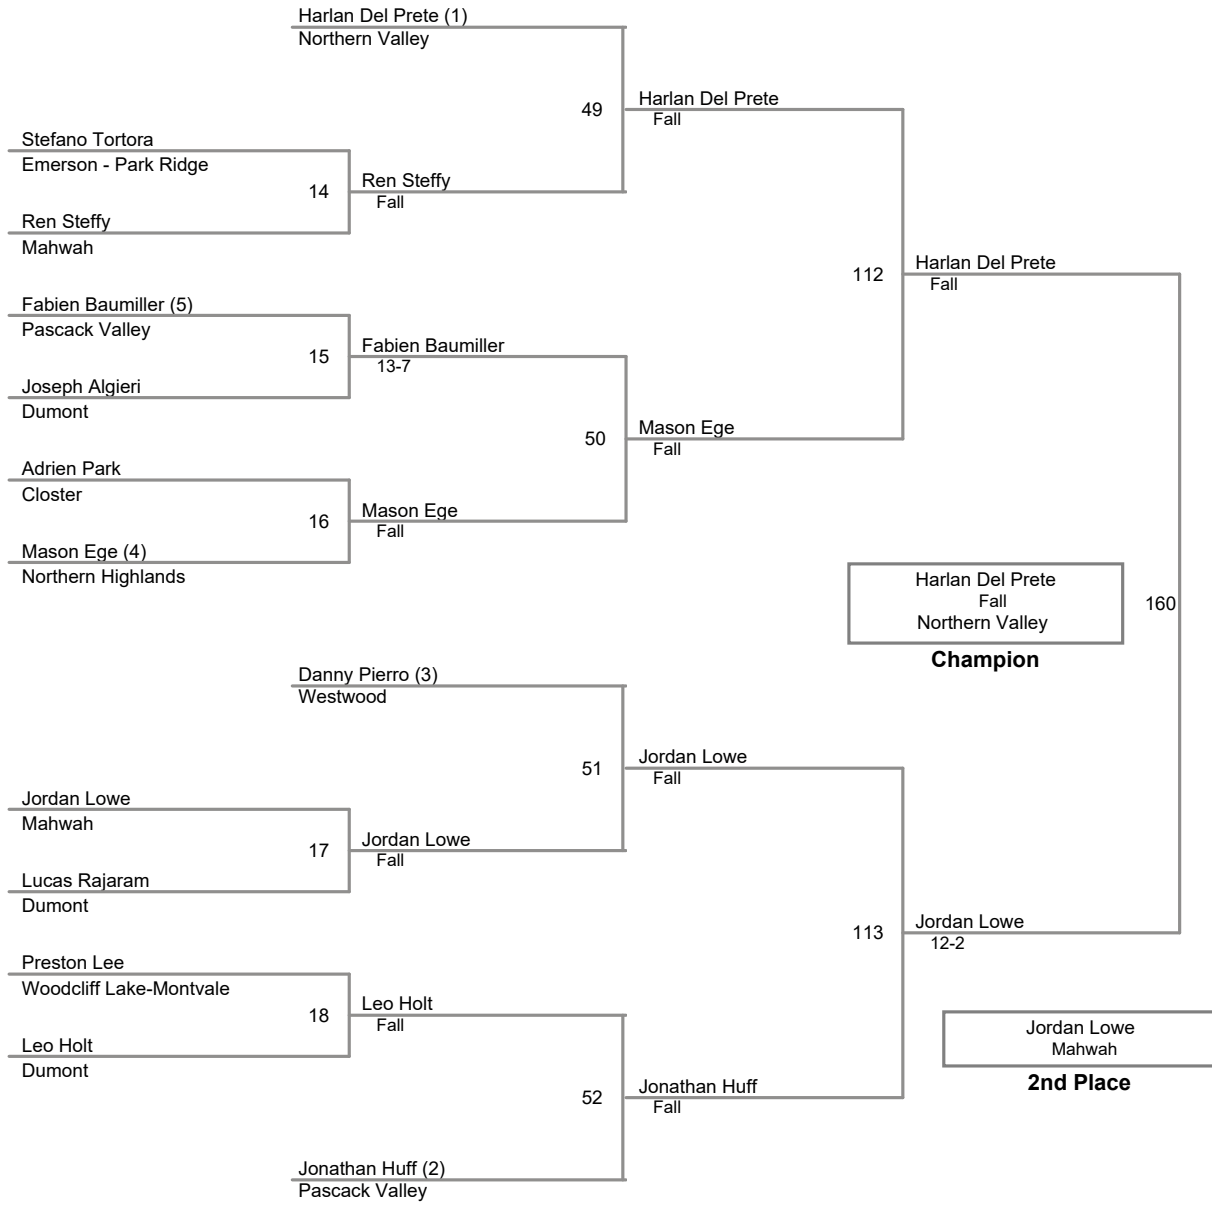 Harlan Del Prete (1)
Northern Valley
49
Harlan Del Prete
Fall
Stefano Tortora
Emerson - Park Ridge
14
Ren Steffy
Fall
Ren Steffy
Mahwah
112
Harlan Del Prete
Fall
Fabien Baumiller (5)
Pascack Valley
15
Fabien Baumiller
13-7
Joseph Algieri
Dumont
50
Mason Ege
Fall
Adrien Park
Closter
16
Mason Ege
Fall
Mason Ege (4)
Northern Highlands
Harlan Del Prete
Fall
Northern Valley
160
Champion
Danny Pierro (3)
Westwood
51
Jordan Lowe
Fall
Jordan Lowe
Mahwah
17
Jordan Lowe
Fall
Lucas Rajaram
Dumont
113
Jordan Lowe
12-2
Preston Lee
Woodcliff Lake-Montvale
18
Leo Holt
Fall
Leo Holt
Dumont
Jordan Lowe
Mahwah
2nd Place
52
Jonathan Huff
Fall
Jonathan Huff (2)
Pascack Valley